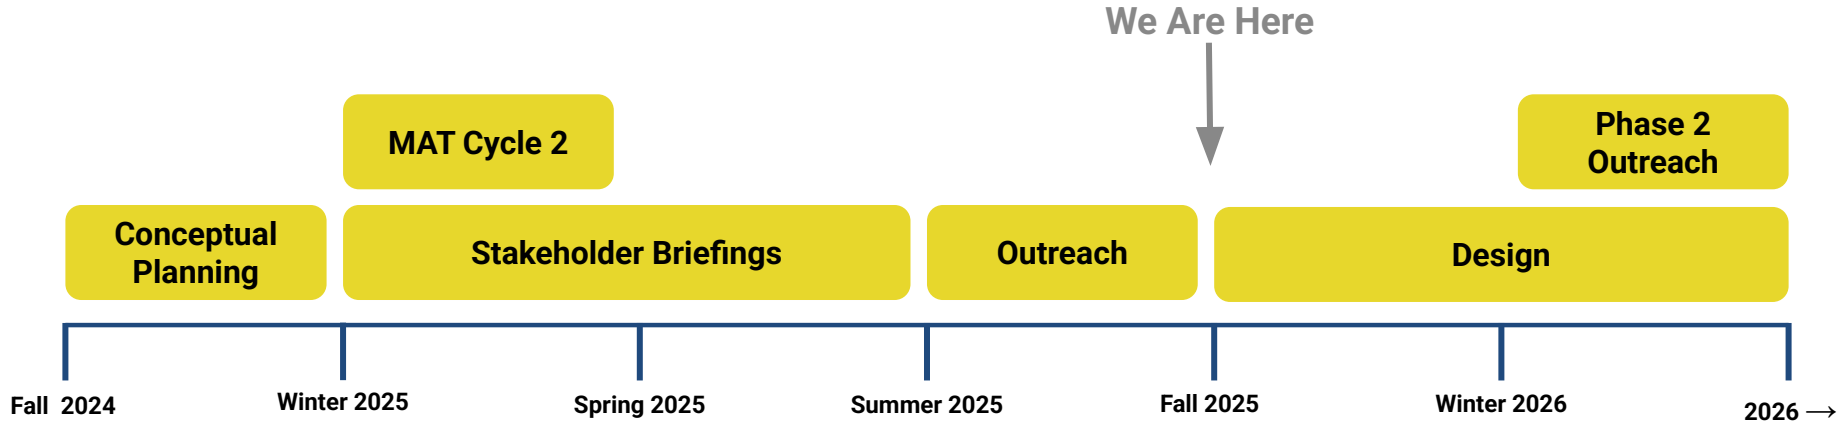 We Are Here
MAT Cycle 2
Phase 2
Outreach
Conceptual
Planning
Stakeholder Briefings
Outreach
Design
Fall 2024
Winter 2025
Spring 2025
Summer 2025
Fall 2025
Winter 2026
2026 →